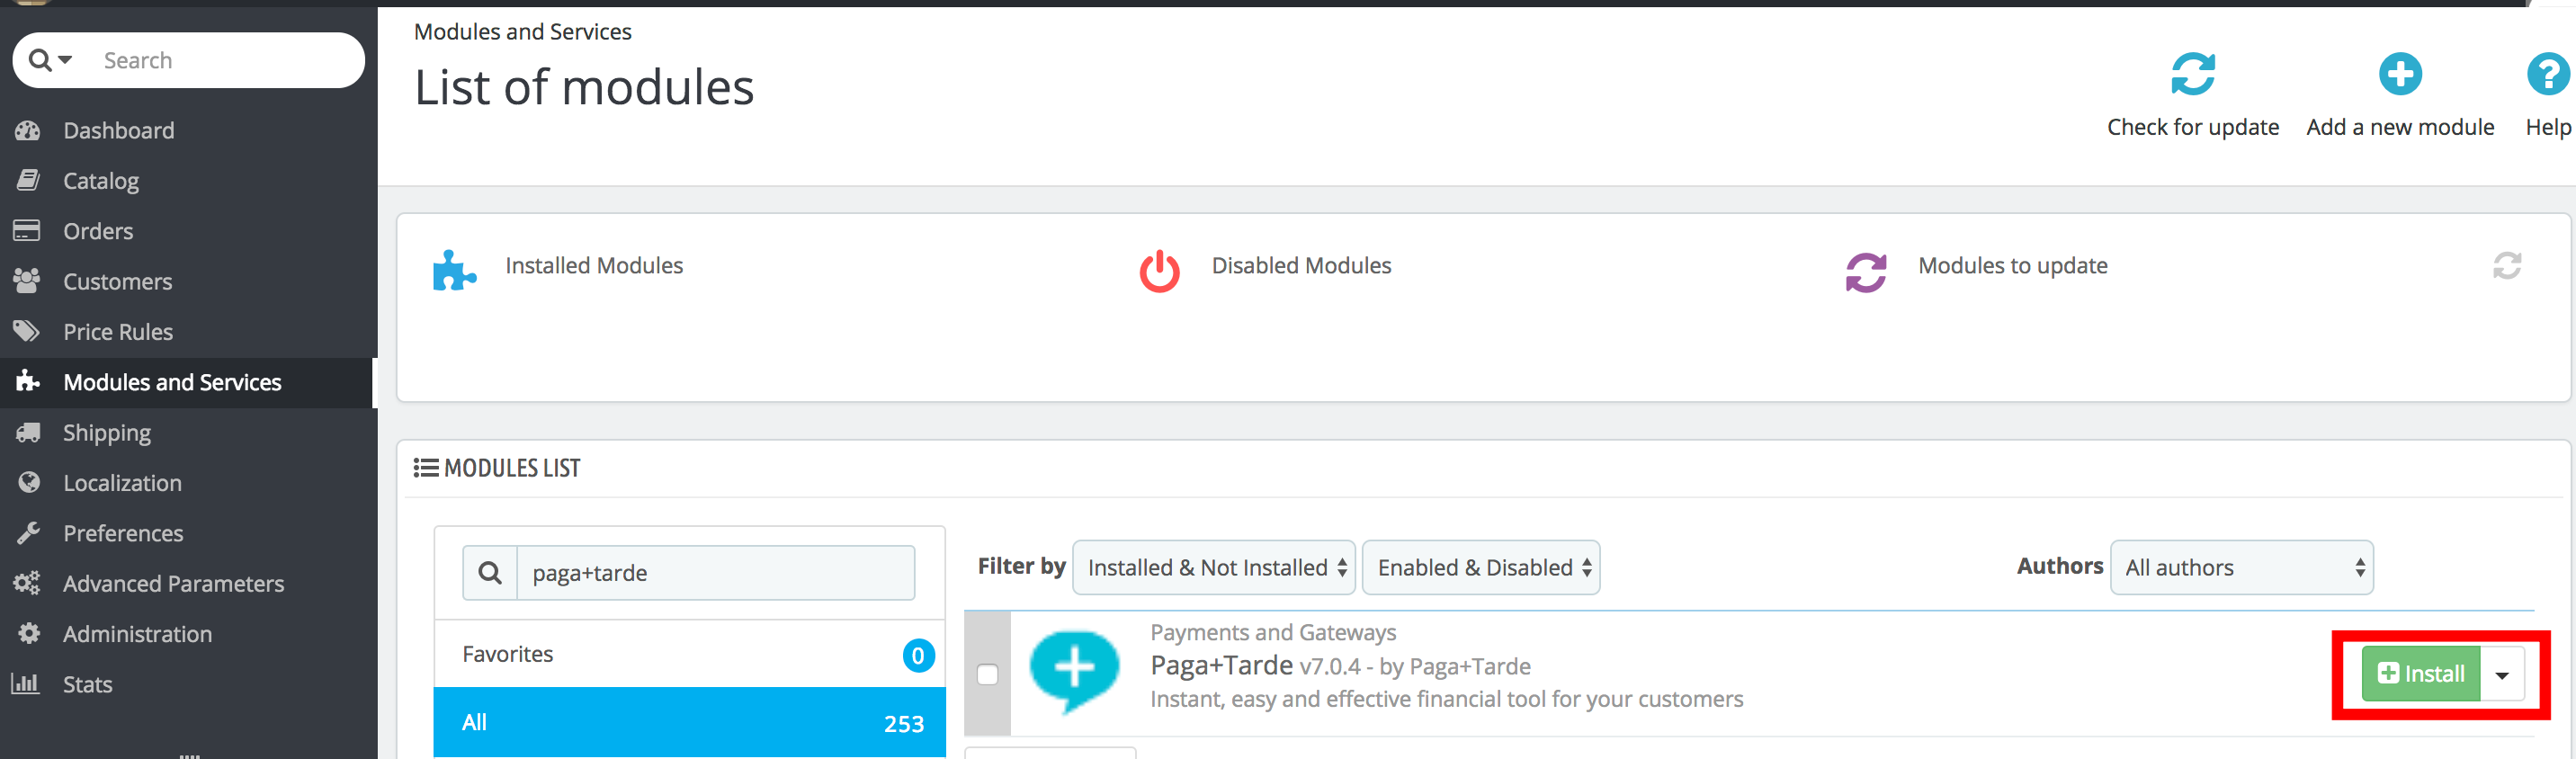 Search
Dashboard
Catalog
Orders
Customers
Price Rules
Modules and Services
Shipping
Localization
Preferences
Advanced Parameters
Administration
Stats
Modules and Services
List of modules
Check for update
Add a new module
Help
Installed Modules
Disabled Modules
Modules to update
MODULES LIST
paga+tarde
Favorites 0
All 253
Filter by Installed & Not Installed Enabled & Disabled
Authors All authors
Payments and Gateways
Paga+Tarde v7.0.4 - by Paga+Tarde
Instant, easy and effective financial tool for your customers
Install